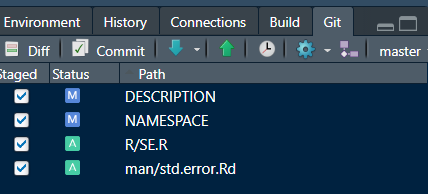 Environment History Connections Build Git
Diff Commit master
Staged Status Path
M DESCRIPTION
M NAMESPACE
A R/SE.R
A man/std.error.Rd